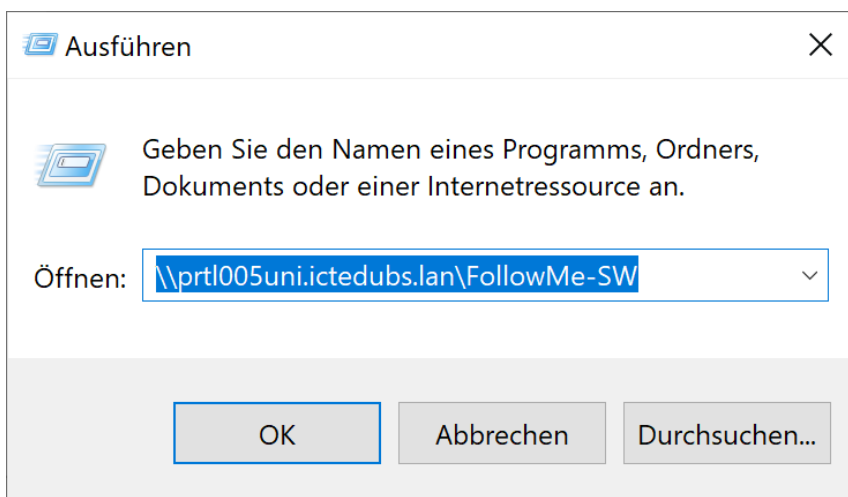 Ausführen
Geben Sie den Namen eines Programms, Ordners,
Dokuments oder einer Internetressource an.
Öffnen: \\prtl005uni.ictedubs.lan\FollowMe-SW
OK Abbrechen Durchsuchen...